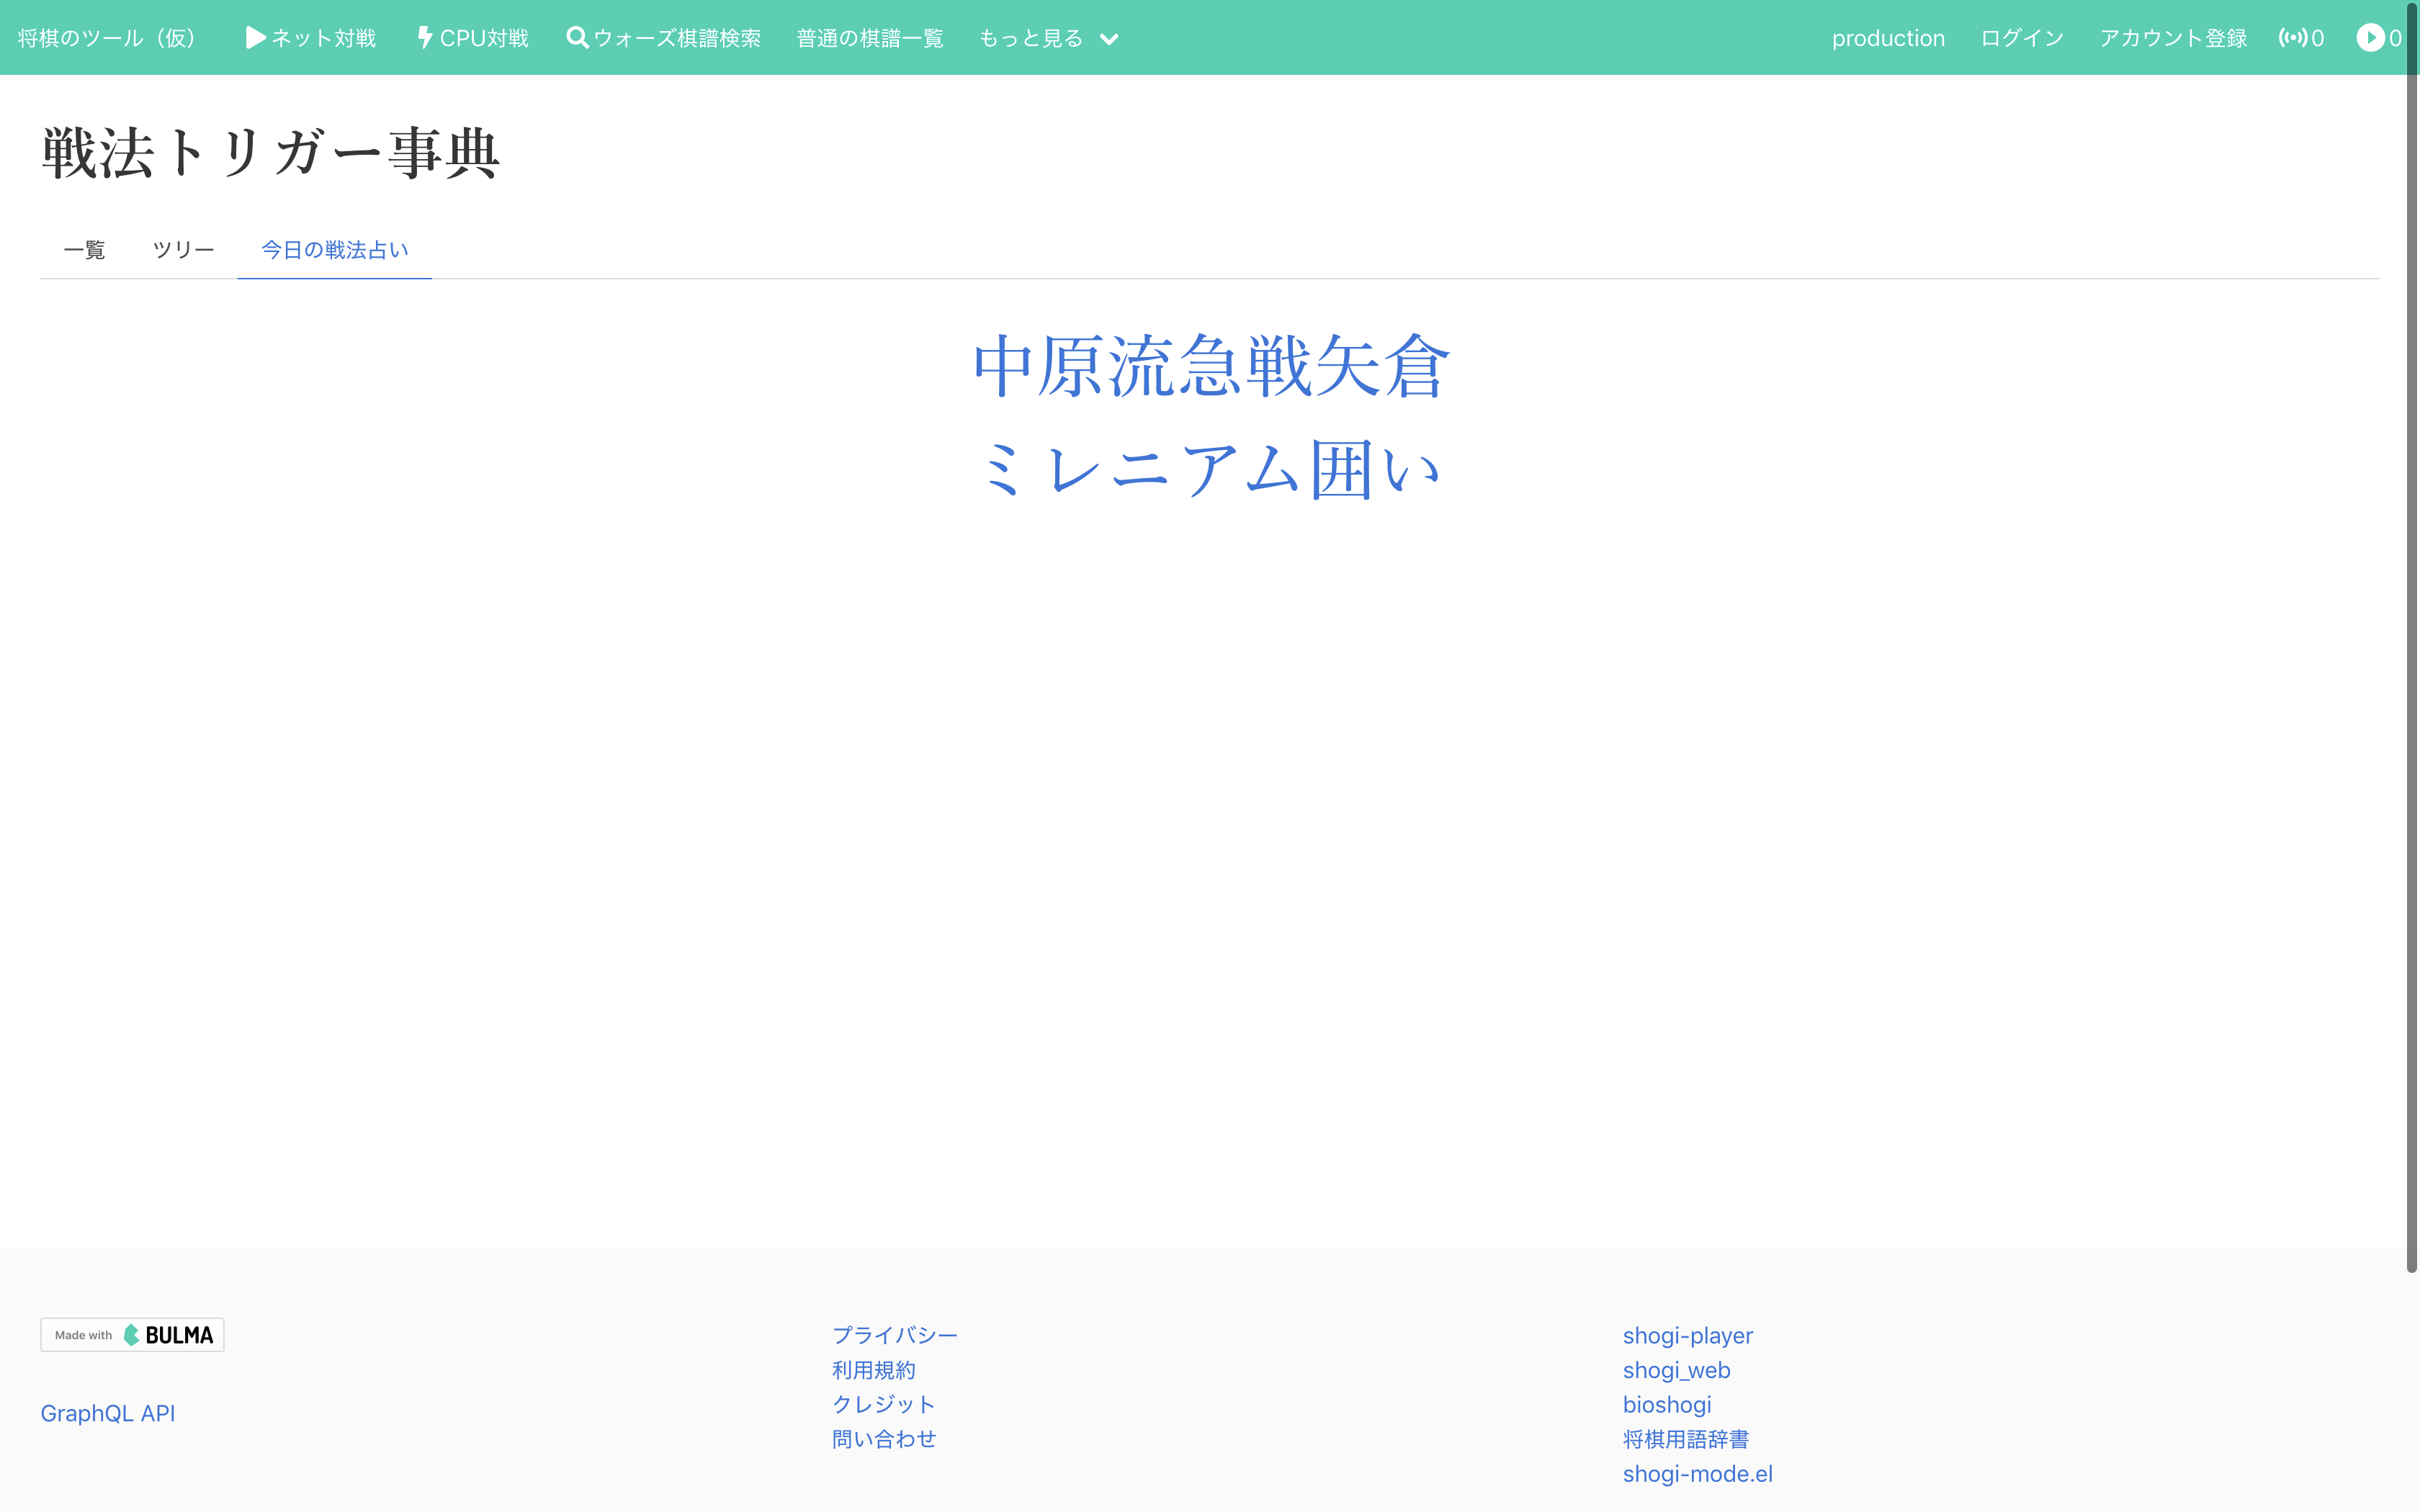 将棋のツール（仮） ネット対戦 CPU対戦 ウォーズ棋譜検索 普通の棋譜一覧 もっと見る production ログイン アカウント登録 0 0
戦法トリガー事典
一覧 ツリー 今日の戦法占い
中原流急戦矢倉
ミレニアム囲い
Made with BULMA
GraphQL API
プライバシー
利用規約
クレジット
問い合わせ
shogi-player
shogi_web
bioshogi
将棋用語辞書
shogi-mode.el